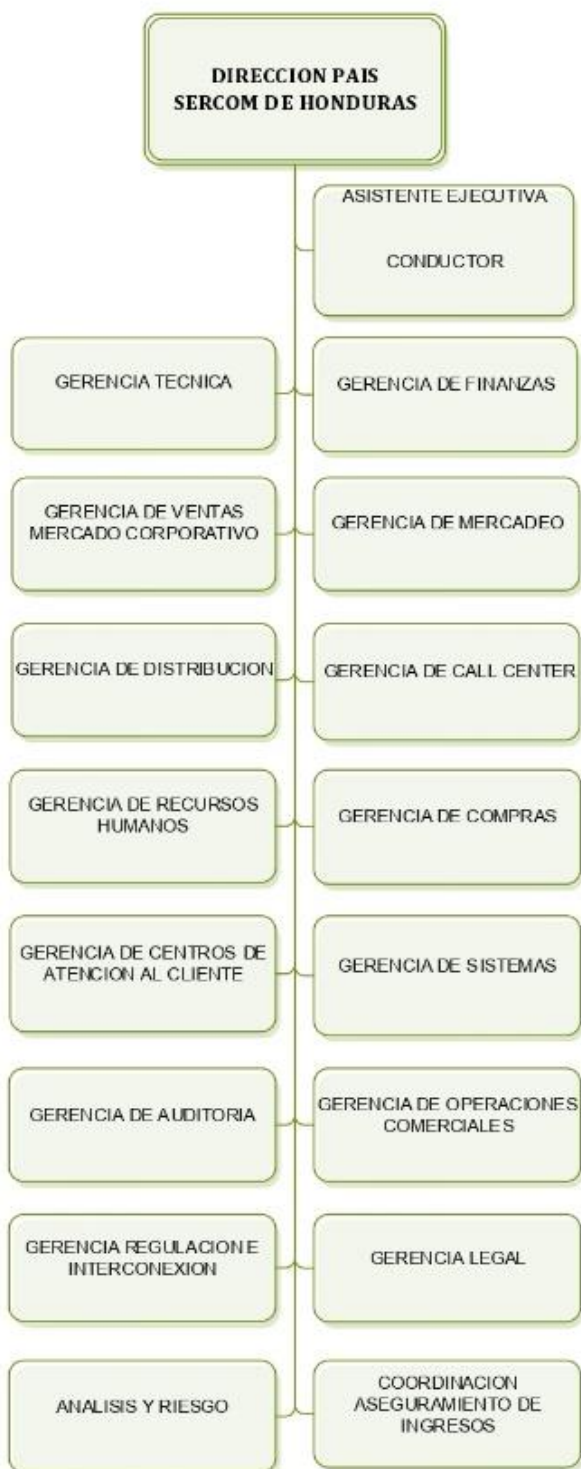 DIRECCION PAIS
SERCOM DE HONDURAS
ASISTENTE EJECUTIVA
CONDUCTOR
GERENCIA TECNICA
GERENCIA DE FINANZAS
GERENCIA DE VENTAS
MERCADO CORPORATIVO
GERENCIA DE MERCADEO
GERENCIA DE DISTRIBUCION
GERENCIA DE CALL CENTER
GERENCIA DE RECURSOS
HUMANOS
GERENCIA DE COMPRAS
GERENCIA DE CENTROS DE
ATENCION AL CLIENTE
GERENCIA DE SISTEMAS
GERENCIA DE AUDITORIA
GERENCIA DE OPERACIONES
COMERCIALES
GERENCIA REGULACION E
INTERCONEXION
GERENCIA LEGAL
ANALISIS Y RIESGO
COORDINACION
ASEGURAMIENTO DE
INGRESOS